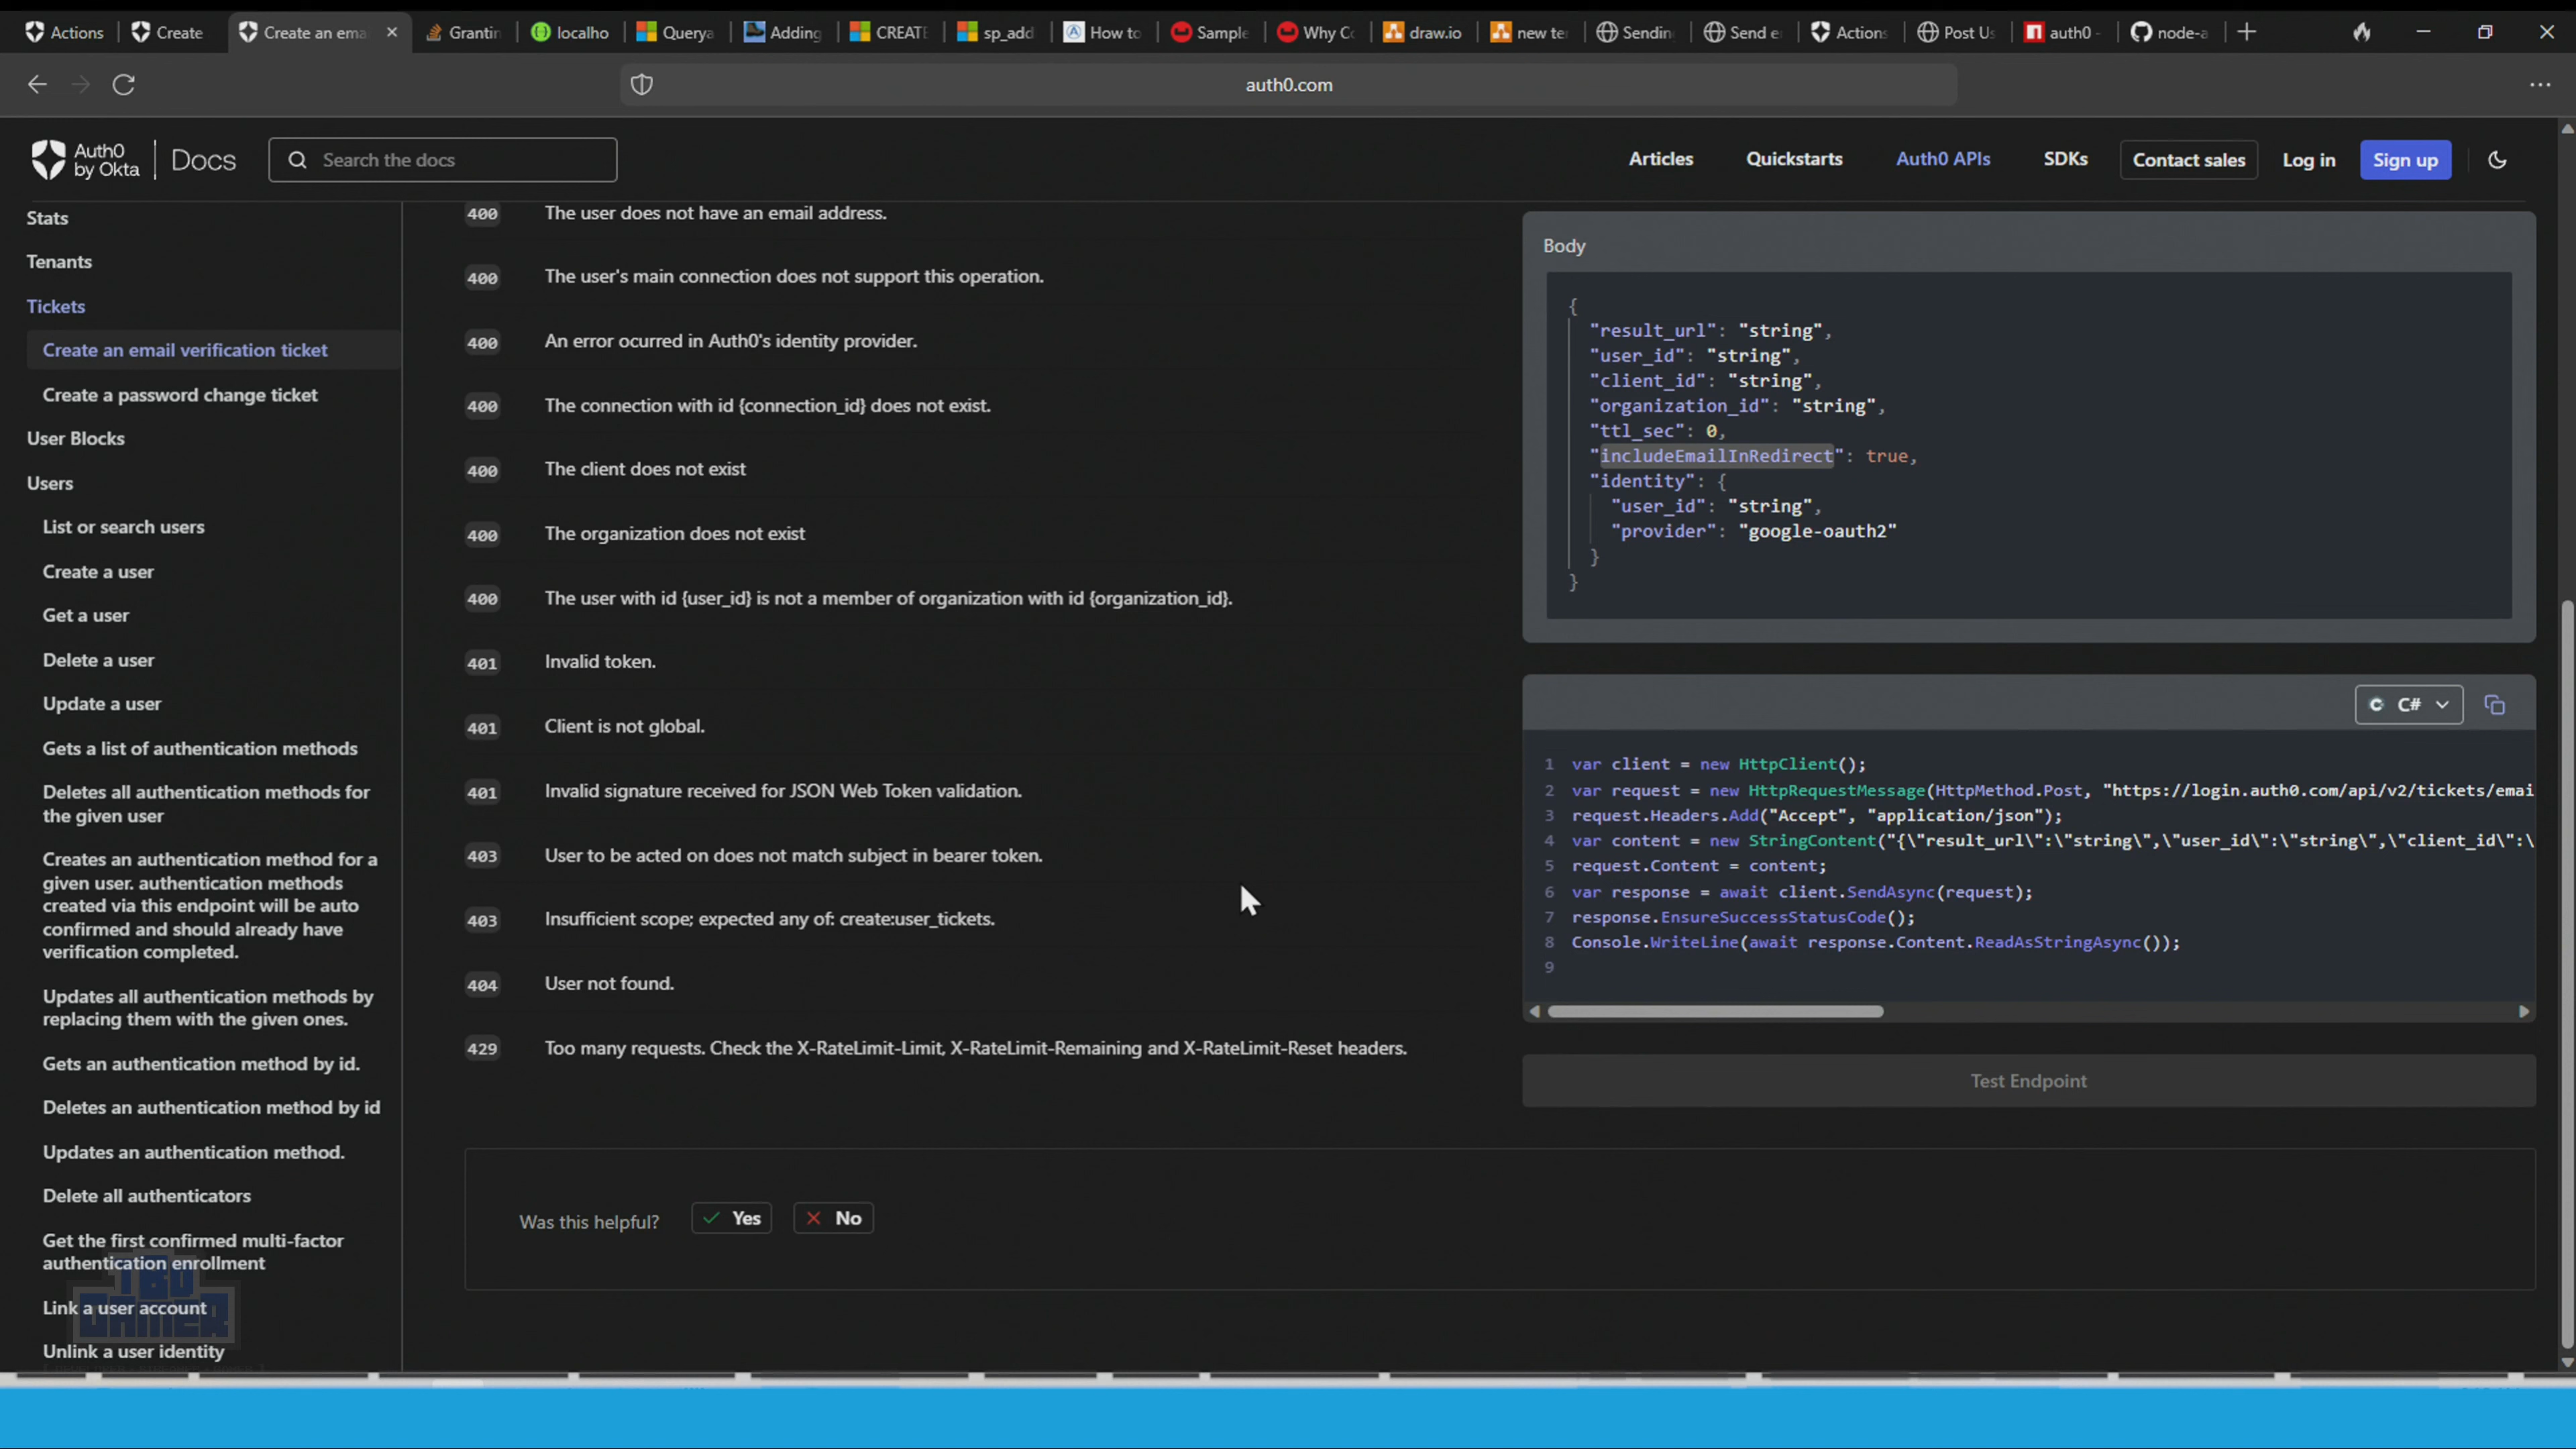 Actions
Create
Create an ema
Grantin
localho
Querya
Adding
CREATE
sp_add
How to
Sample
Why Co
draw.io
new te
Sendin
Send e
Actions
Post Us
auth0 -
node-a
auth0.com
Auth0
by Okta
Docs
Search the docs
Articles
Quickstarts
Auth0 APIs
SDKs
Contact sales
Log in
Sign up
Stats
Tenants
Tickets
Create an email verification ticket
Create a password change ticket
User Blocks
Users
List or search users
Create a user
Get a user
Delete a user
Update a user
Gets a list of authentication methods
Deletes all authentication methods for
the given user
Creates an authentication method for a
given user. authentication methods
created via this endpoint will be auto
confirmed and should already have
verification completed.
Updates all authentication methods by
replacing them with the given ones.
Gets an authentication method by id.
Deletes an authentication method by id
Updates an authentication method.
Delete all authenticators
Get the first confirmed multi-factor
authentication enrollment
Link a user account
Unlink a user identity
400 The user does not have an email address.
400 The user's main connection does not support this operation.
400 An error ocurred in Auth0's identity provider.
400 The connection with id {connection_id} does not exist.
400 The client does not exist
400 The organization does not exist
400 The user with id {user_id} is not a member of organization with id {organization_id}.
401 Invalid token.
401 Client is not global.
401 Invalid signature received for JSON Web Token validation.
403 User to be acted on does not match subject in bearer token.
403 Insufficient scope; expected any of: create:user_tickets.
404 User not found.
429 Too many requests. Check the X-RateLimit-Limit, X-RateLimit-Remaining and X-RateLimit-Reset headers.
Was this helpful?
Yes
No
Body
{
"result_url": "string",
"user_id": "string",
"client_id": "string",
"organization_id": "string",
"ttl_sec": 0,
"includeEmailInRedirect": true,
"identity": {
"user_id": "string",
"provider": "google-oauth2"
}
}
C#
1 var client = new HttpClient();
2 var request = new HttpRequestMessage(HttpMethod.Post, "https://login.auth0.com/api/v2/tickets/emai
3 request.Headers.Add("Accept", "application/json");
4 var content = new StringContent("{\"result_url\":\"string\",\"user_id\":\"string\",\"client_id\":\
5 request.Content = content;
6 var response = await client.SendAsync(request);
7 response.EnsureSuccessStatusCode();
8 Console.WriteLine(await response.Content.ReadAsStringAsync());
9
Test Endpoint